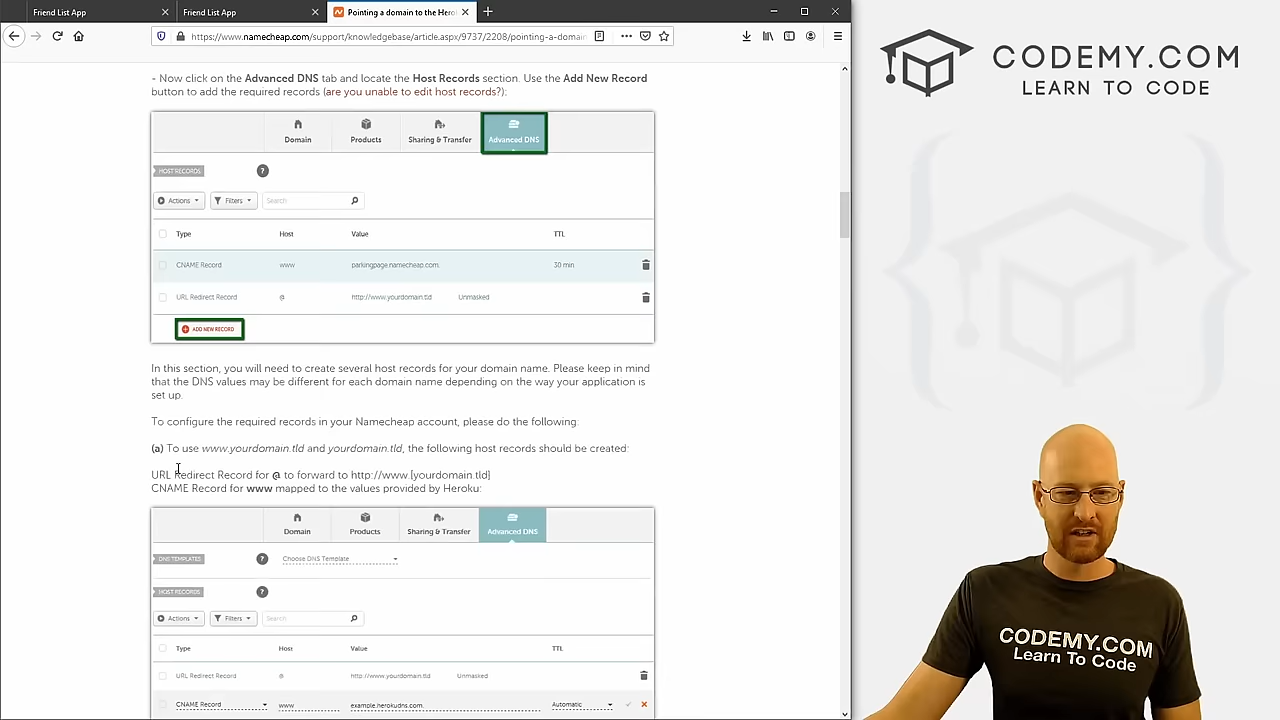 Friend List App
Friend List App
Pointing a domain to the Hero
https://www.namecheap.com/support/knowledgebase/article.aspx/9737/2208/pointing-a-domain
CODEMY.COM
LEARN TO CODE
- Now click on the Advanced DNS tab and locate the Host Records section. Use the Add New Record
button to add the required records (are you unable to edit host records?):
Domain
Products
Sharing & Transfer
Advanced DNS
HOST RECORDS
?
Actions
Filters
Search
Type Host Value TTL
CNAME Record www parkingpage.namecheap.com. 30 min
URL Redirect Record @ http://www.yourdomain.tld Unmasked
ADD NEW RECORD
In this section, you will need to create several host records for your domain name. Please keep in mind
that the DNS values may be different for each domain name depending on the way your application is
set up.
To configure the required records in your Namecheap account, please do the following:
(a) To use www.yourdomain.tld and yourdomain.tld, the following host records should be created:
URL Redirect Record for @ to forward to http://www.[yourdomain.tld]
CNAME Record for www mapped to the values provided by Heroku:
Domain
Products
Sharing & Transfer
Advanced DNS
DNS TEMPLATES
?
Choose DNS Template
HOST RECORDS
?
Actions
Filters
Search
Type Host Value TTL
URL Redirect Record @ http://www.yourdomain.tld Unmasked
CNAME Record www example.herokudns.com. Automatic
CODEMY.COM
Learn To Code